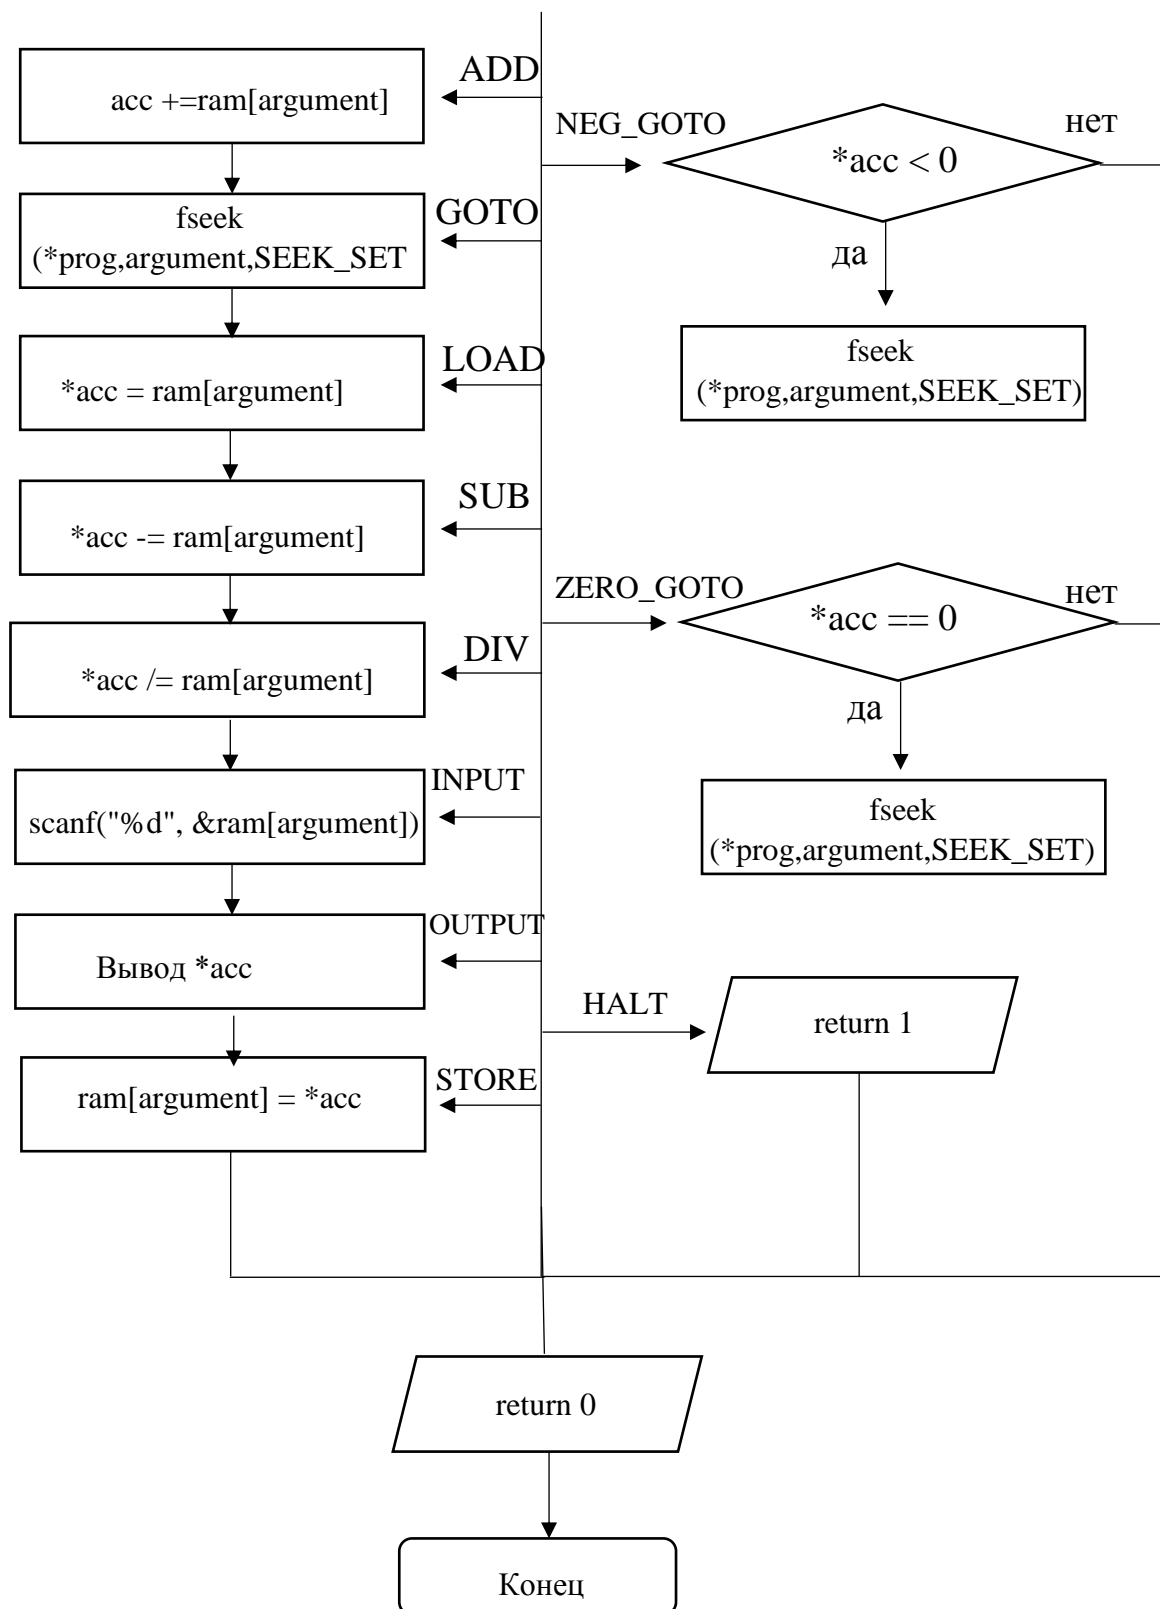 ADD
acc +=ram[argument]
NEG_GOTO
*acc < 0
нет
да
fseek
(*prog,argument,SEEK_SET)
GOTO
fseek
(*prog,argument,SEEK_SET
LOAD
*acc = ram[argument]
SUB
*acc -= ram[argument]
ZERO_GOTO
*acc == 0
нет
да
fseek
(*prog,argument,SEEK_SET)
DIV
*acc /= ram[argument]
INPUT
scanf("%d", &ram[argument])
OUTPUT
Вывод *acc
HALT
return 1
STORE
ram[argument] = *acc
return 0
Конец